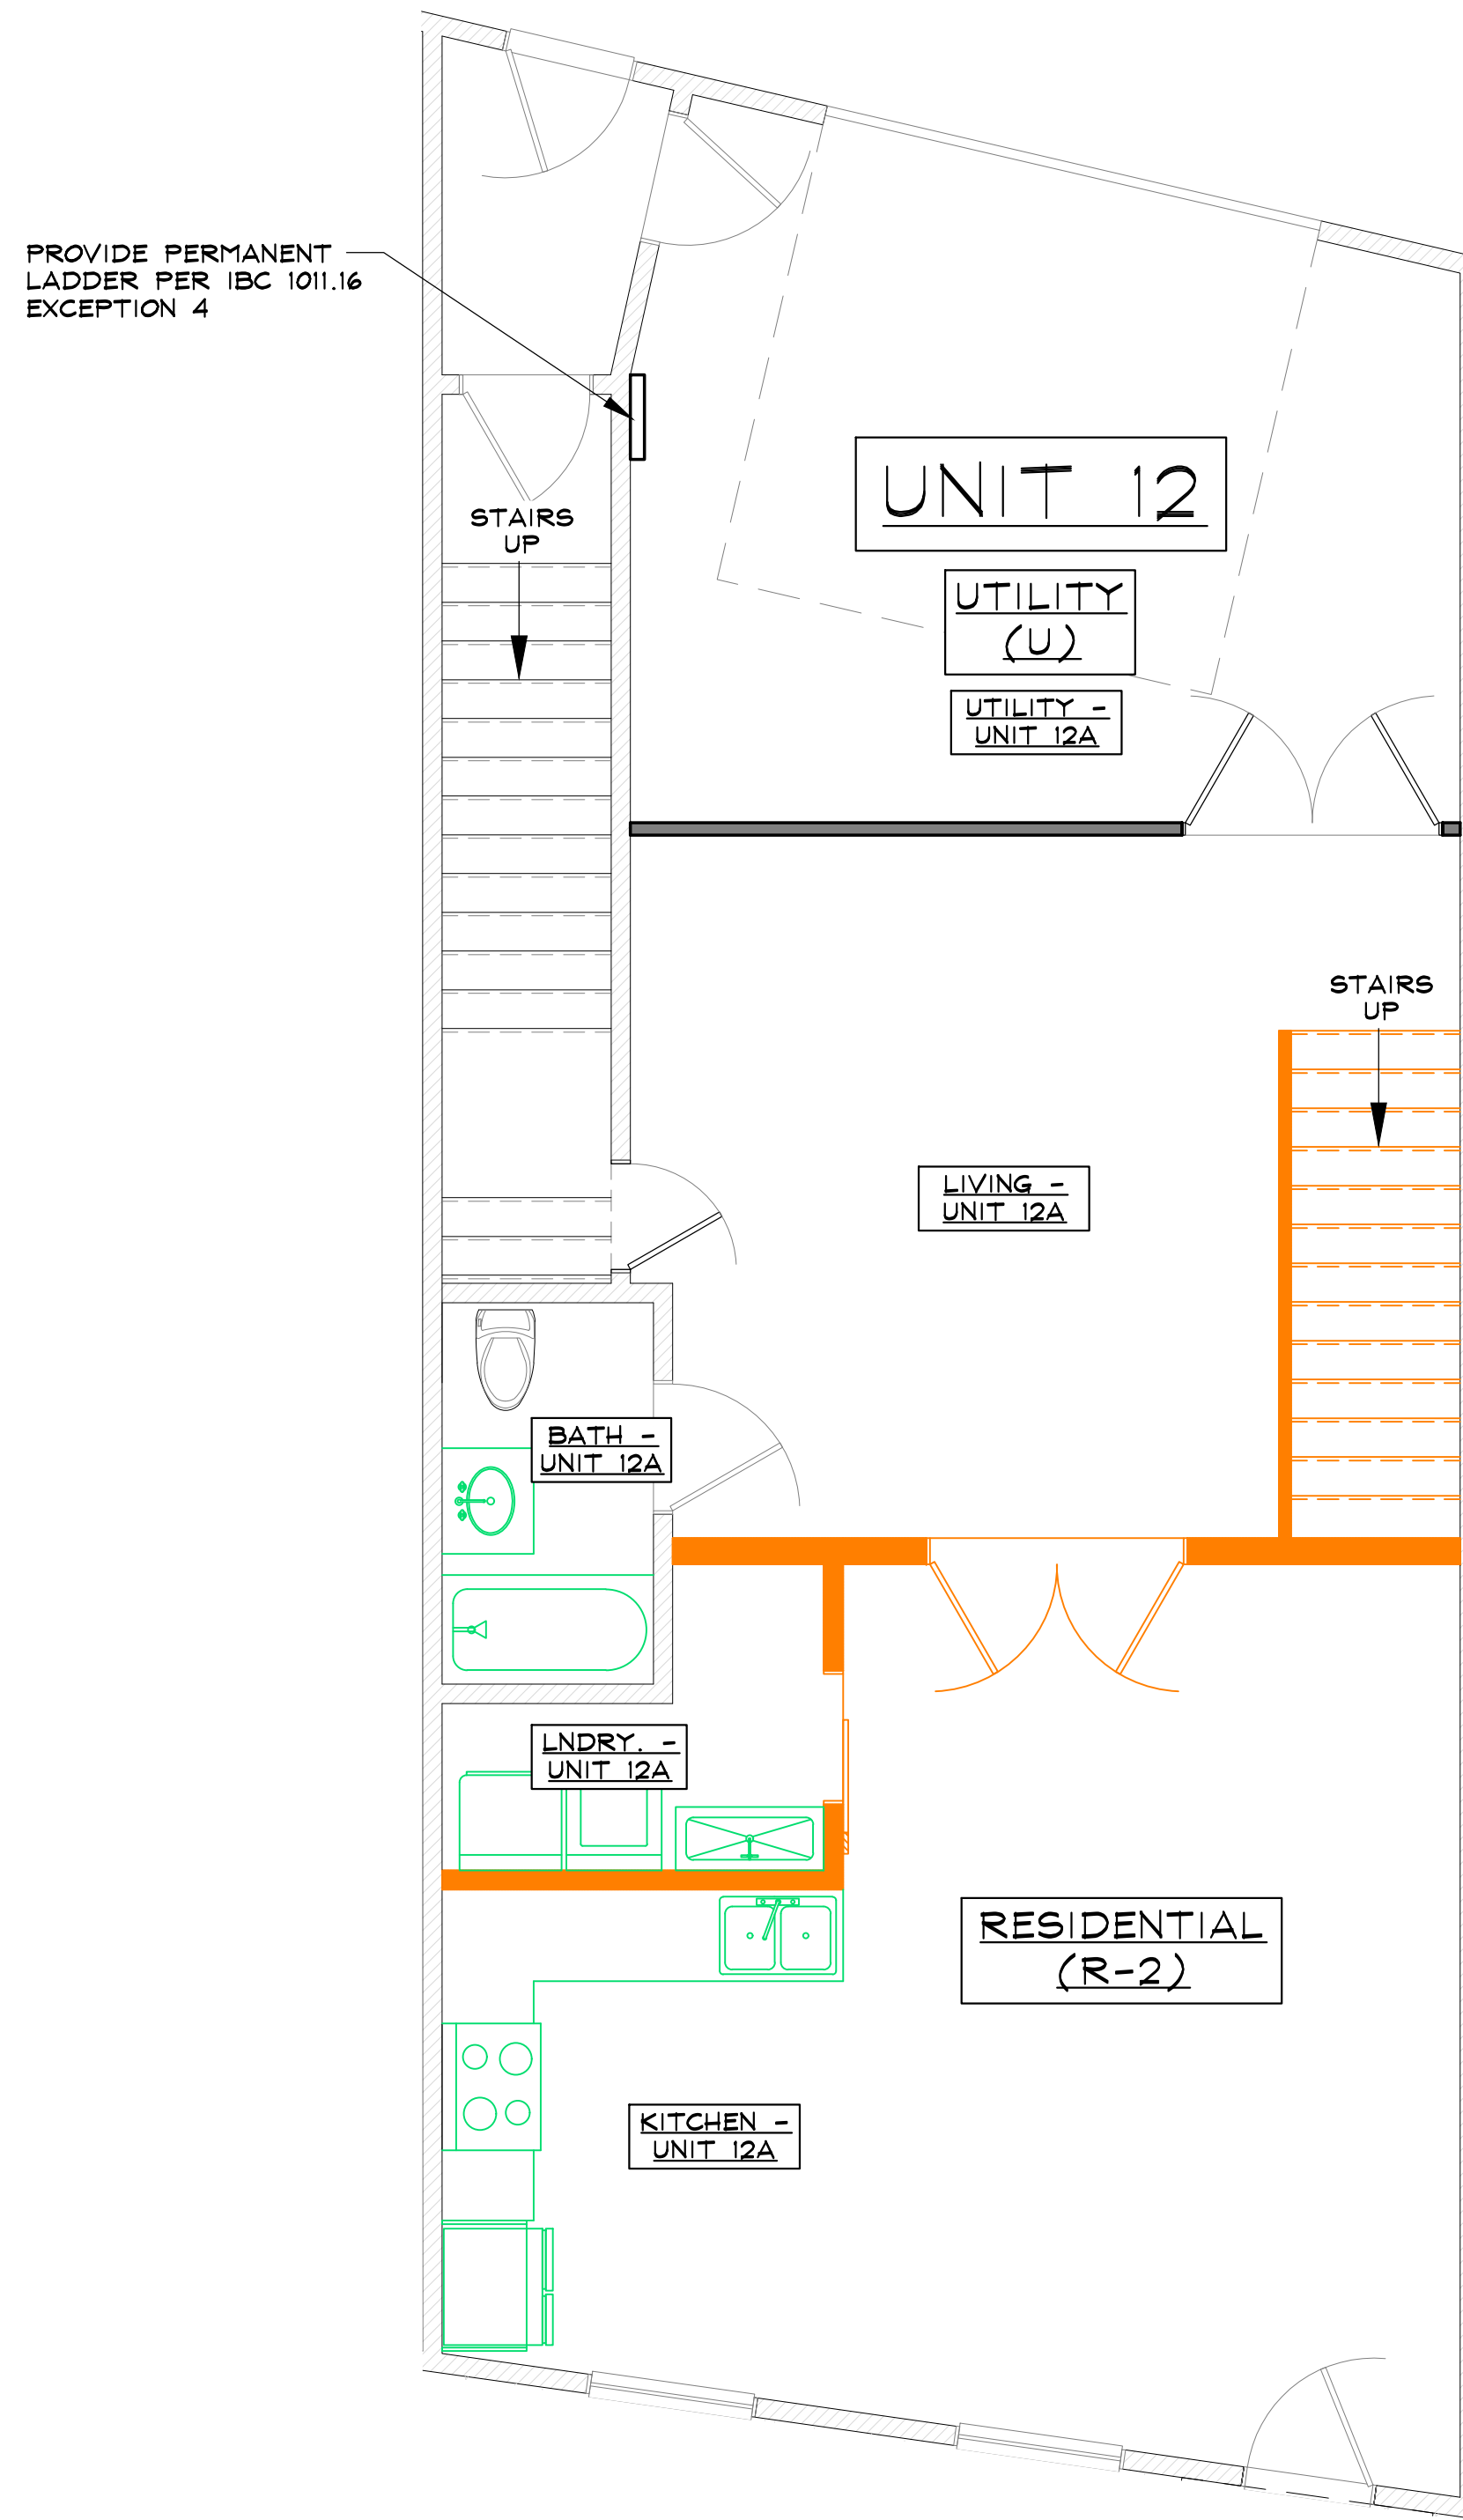 PROVIDE PERMANENT
LADDER PER IBC 1011.16
EXCEPTION 4
STAIRS
UP
UNIT 12
UTILITY
(U)
UTILITY -
UNIT 12A
STAIRS
UP
LIVING -
UNIT 12A
BATH -
UNIT 12A
LNDRY. -
UNIT 12A
RESIDENTIAL
(R-2)
KITCHEN -
UNIT 12A